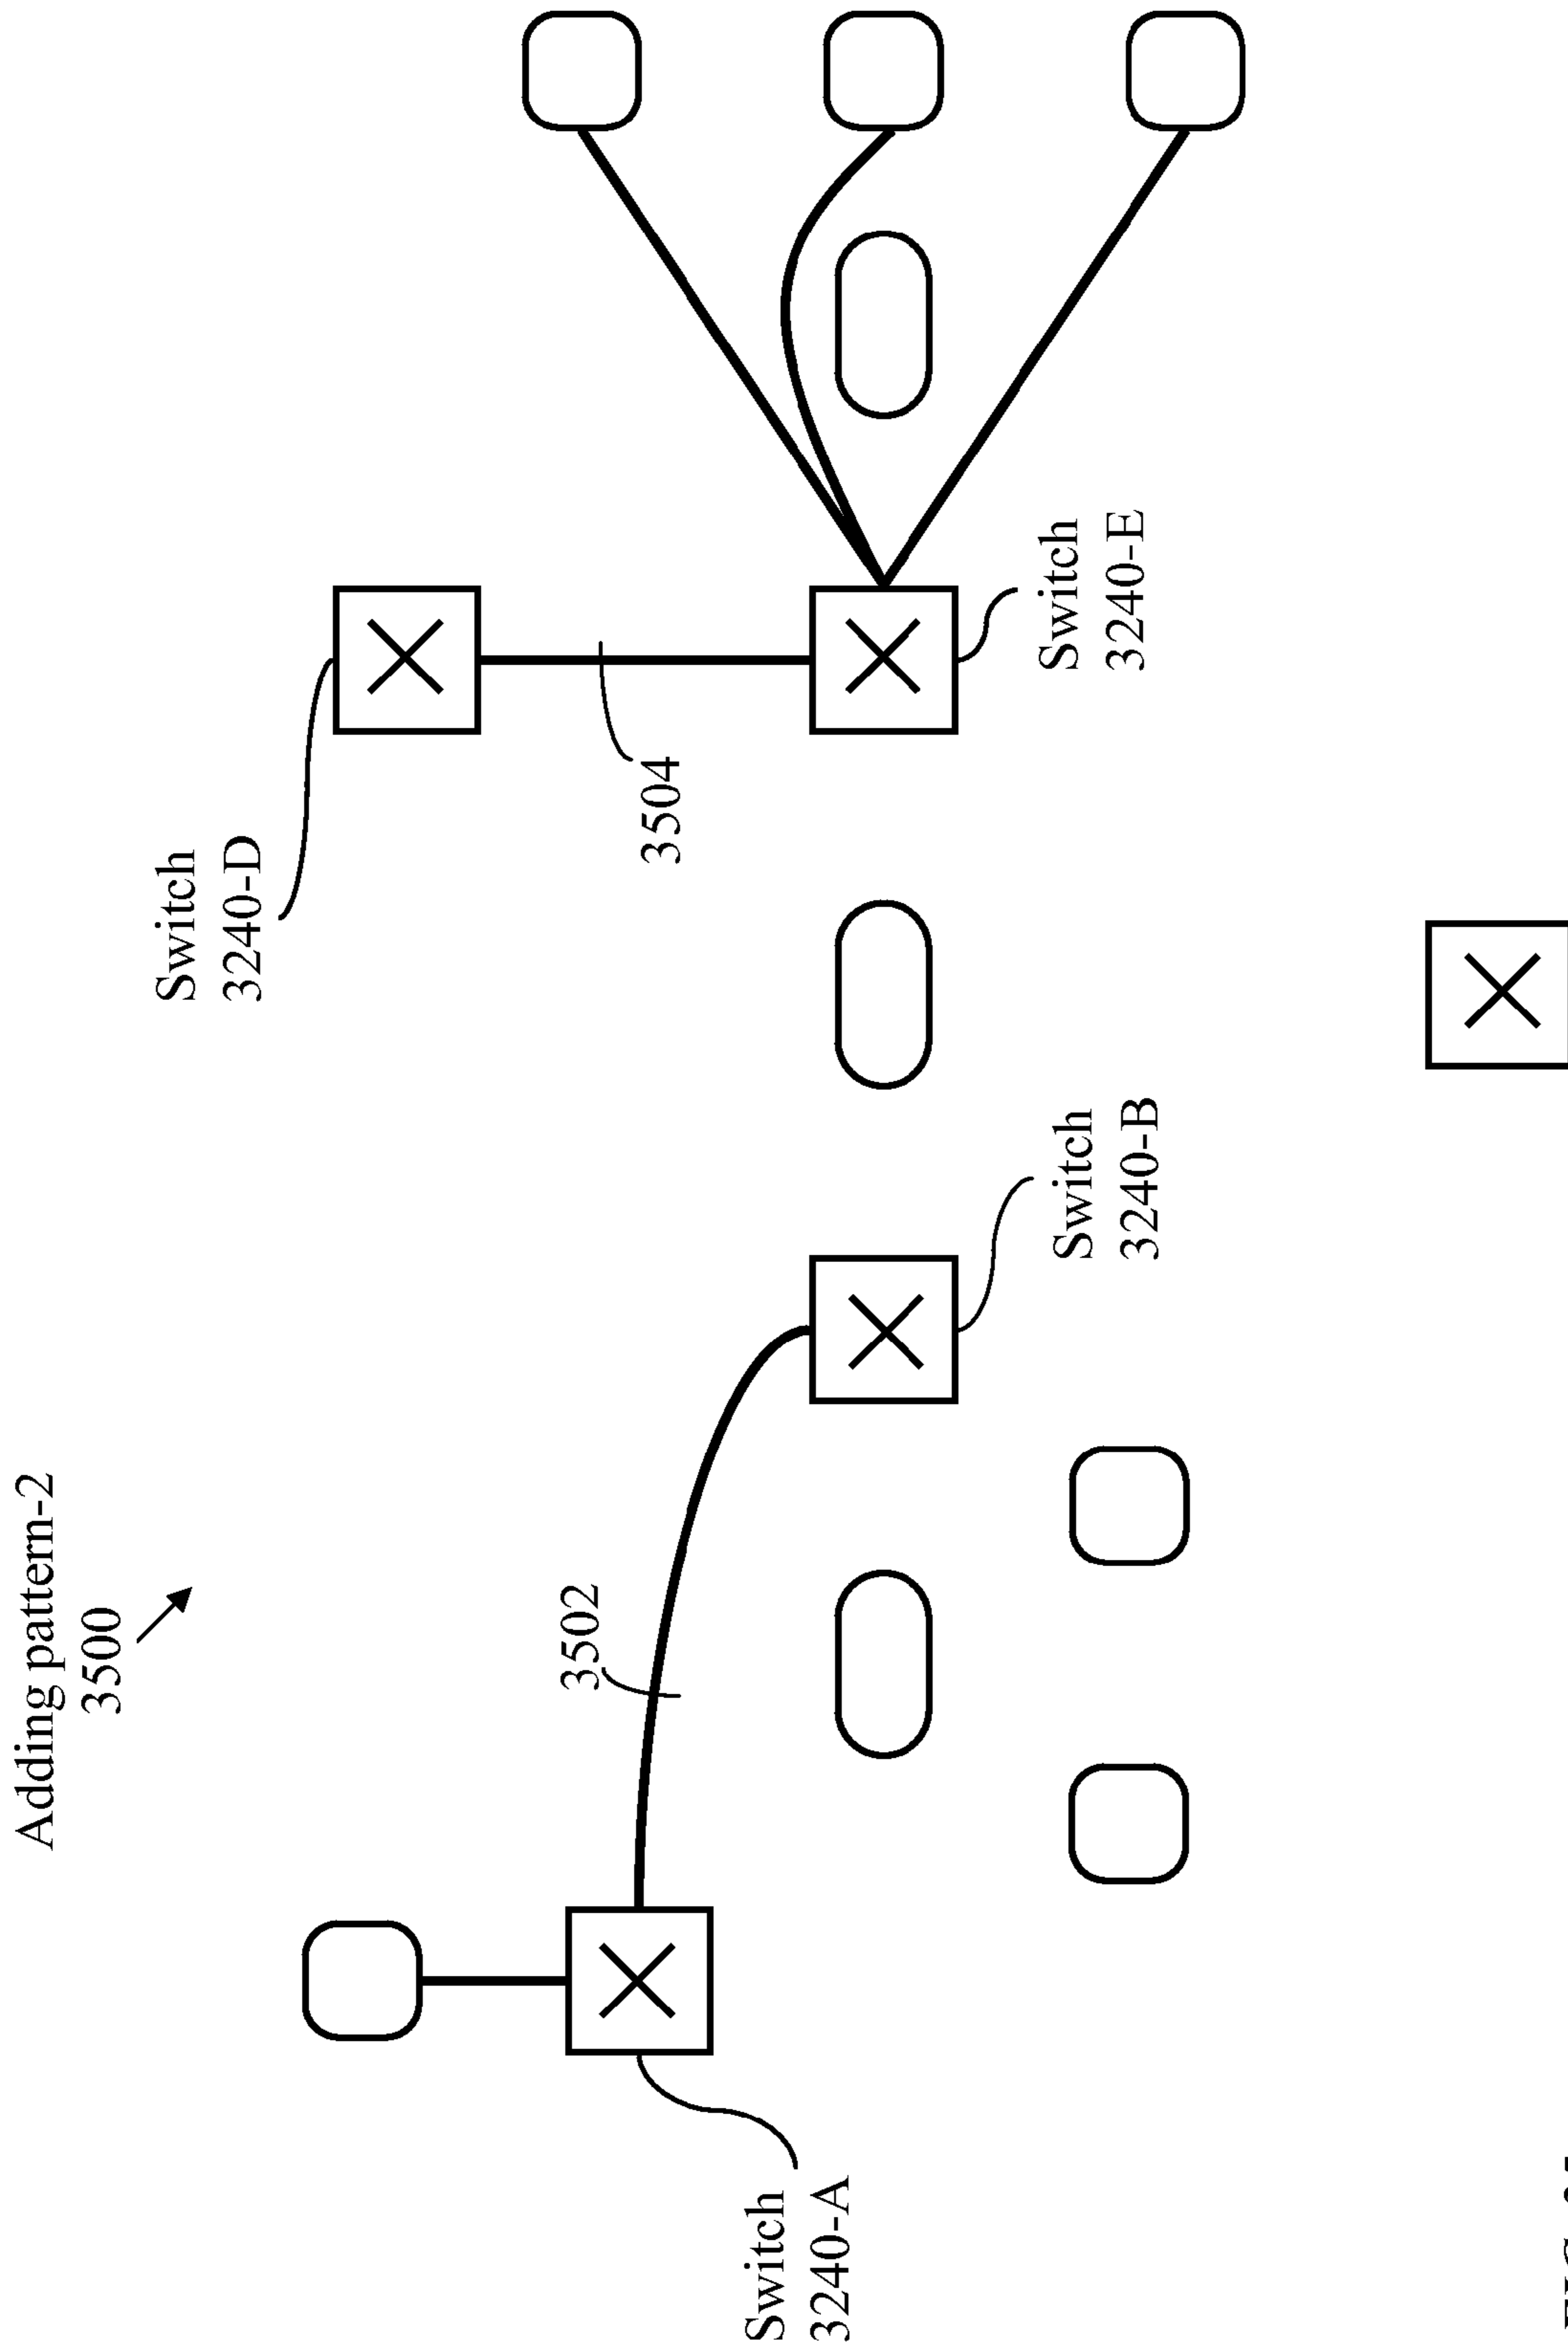 Adding pattern-2
3500
Switch
3240-D
3504
3502
Switch
3240-E
Switch
3240-B
Switch
3240-A